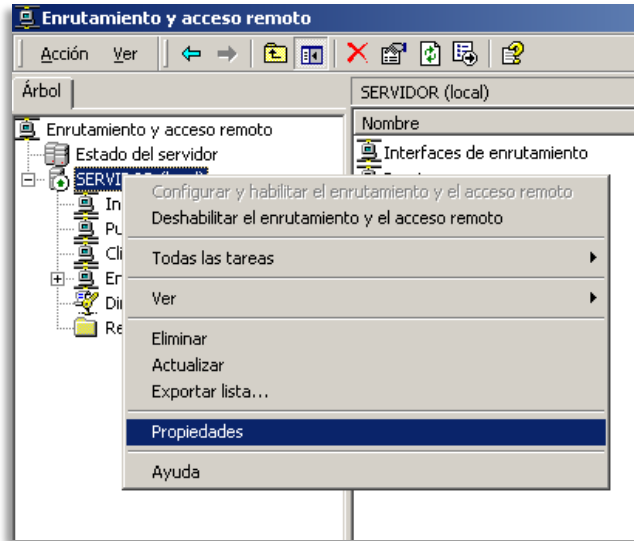 Enrutamiento y acceso remoto
Acción Ver
Árbol
SERVIDOR (local)
Nombre
Enrutamiento y acceso remoto
Estado del servidor
Interfaces de enrutamiento
Configurar y habilitar el enrutamiento y el acceso remoto
Deshabilitar el enrutamiento y el acceso remoto
Todas las tareas
Ver
Eliminar
Actualizar
Exportar lista...
Propiedades
Ayuda